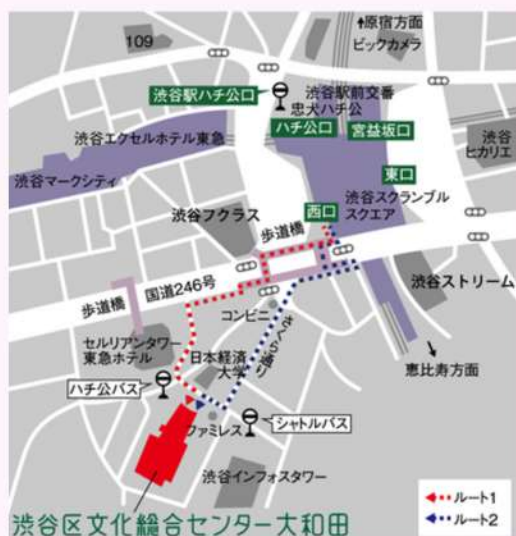 ↑原宿方面
ビックカメラ
109
渋谷駅前交番
渋谷駅ハチ公口
忠犬ハチ公
ハチ公口
宮益坂口
渋谷エクセルホテル東急
渋谷
ヒカリエ
東口
渋谷マークシティ
渋谷スクランブル
スクエア
西口
渋谷フクラス
歩道橋
渋谷ストリーム
国道246号
歩道橋
コンビニ
さくら通り
セルリアンタワー
東急ホテル
日本経済
大学
恵比寿方面
ハチ公バス
ファミレス
シャトルバス
渋谷インフォスタワー
ルート1
ルート2
渋谷区文化総合センター大和田